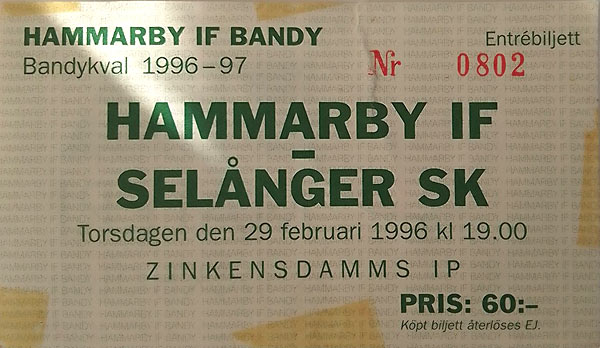 HAMMARBY IF BANDY
Entrébiljett
Bandykval 1996–97
Nr 0802
HAMMARBY IF
–
SELÅNGER SK
Torsdagen den 29 februari 1996 kl 19.00
ZINKENSDAMMS IP
PRIS: 60:–
Köpt biljett återlöses EJ.